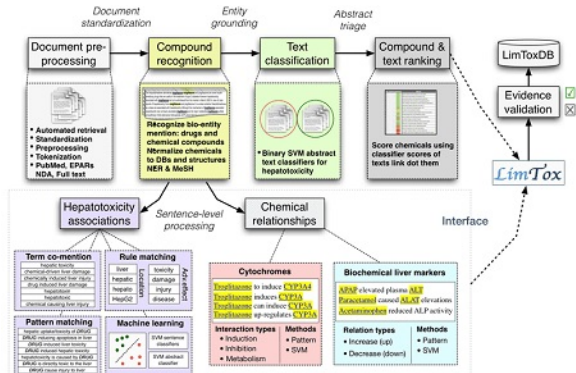 Document
standardization
Entity
grounding
Abstract
triage
Document pre-
processing
Compound
recognition
Text
classification
Compound &
text ranking
LimToxDB
Evidence
validation
• Automated retrieval
• Standardization
• Preprocessing
• Tokenization
• PubMed, EPARs
NDA, Full text
Recognize bio-entity
mention: drugs and
chemical compounds
Normalize chemicals
to DBs and structures
NER & MeSH
• Binary SVM abstract
text classifiers for
hepatotoxicity
Score chemicals using
classifier scores of
texts link dot them
LimTox
Interface
Hepatotoxicity
associations
Sentence-level
processing
Chemical
relationships
Term co-mention
hepatic toxicity
chemical-driven liver damage
chemically induced liver injury
drug induced liver damage
hepatotoxin
hepatotoxic
chemical causing liver injury
Rule matching
liver
hepatic
hepato
HepG2
Location
toxicity
damage
injury
disease
Adv.effect
Pattern matching
DRUG inducing apoptosis in liver
DRUG induced liver toxicity
DRUG induced hepatic toxicity
hepatotoxicity is caused by DRUG
DRUG is directly toxic to the liver
DRUG cause injury to liver
Machine learning
SVM sentence
classifiers
SVM abstract
classifier
Cytochromes
Troglitazone to induce CYP3A4
Troglitazone induces CYP3A
Troglitazone can induce CYP3A
Troglitazone up-regulates CYP3A
Interaction types
• Induction
• Inhibition
• Metabolism
Methods
• Pattern
• SVM
Biochemical liver markers
APAP elevated plasma ALT
Paracetamol caused ALAT elevations
Acetaminophen reduced ALP activity
Relation types
• Increase (up)
• Decrease (down)
Methods
• Pattern
• SVM